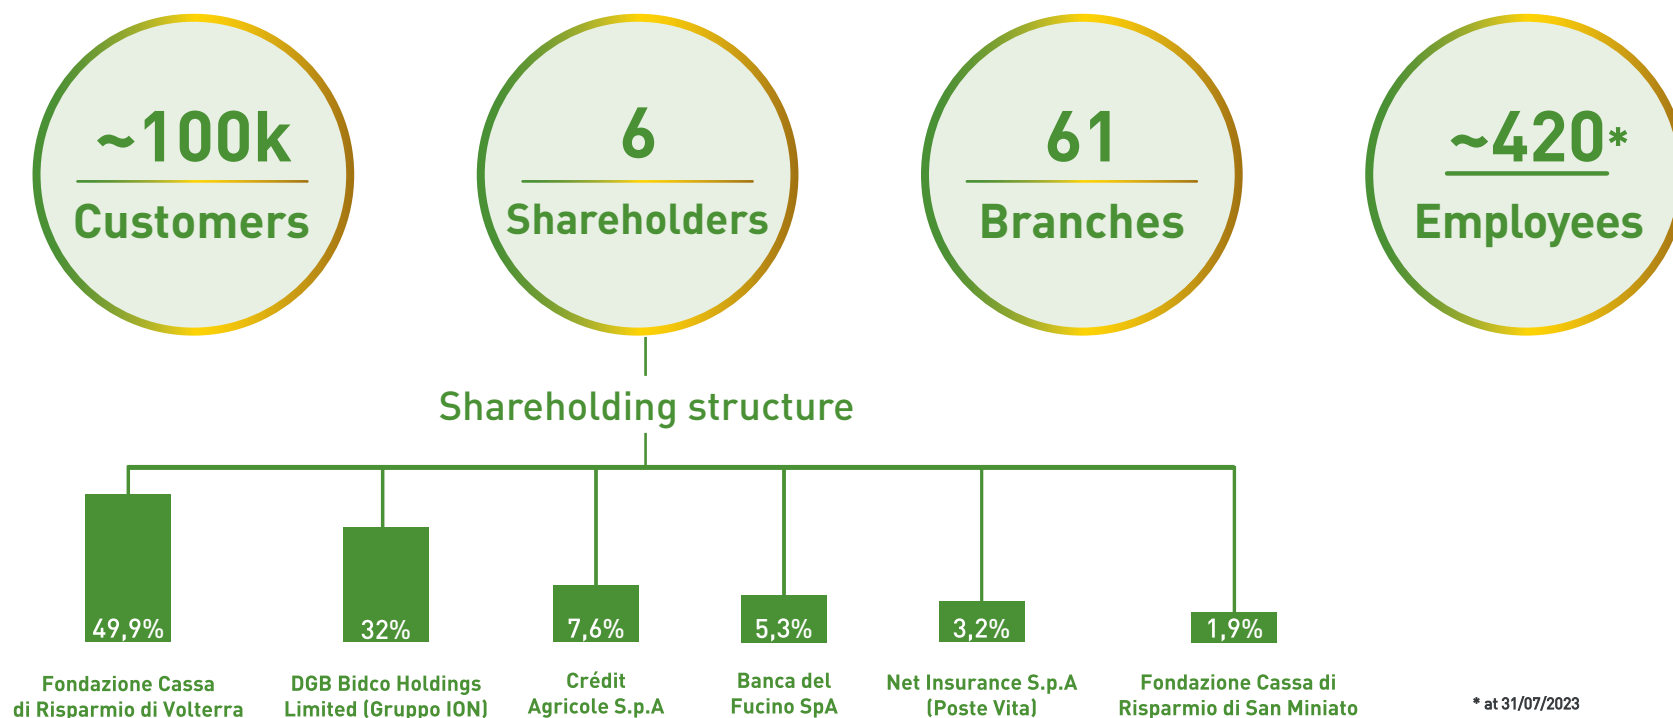 ~100k
Customers
6
Shareholders
61
Branches
~420*
Employees
Shareholding structure
49,9%
Fondazione Cassa
di Risparmio di Volterra
32%
DGB Bidco Holdings
Limited (Gruppo ION)
7,6%
Crédit
Agricole S.p.A
5,3%
Banca del
Fucino SpA
3,2%
Net Insurance S.p.A
(Poste Vita)
1,9%
Fondazione Cassa di
Risparmio di San Miniato
* at 31/07/2023